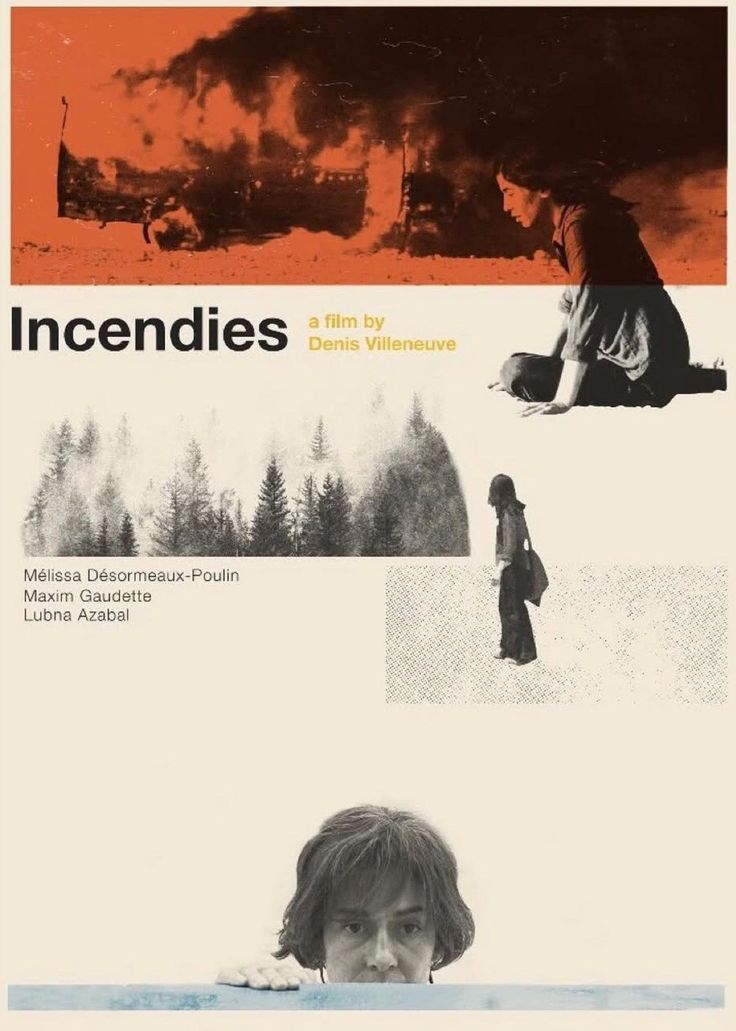 Incendies
a film by
Denis Villeneuve
Mélissa Désormeaux-Poulin
Maxim Gaudette
Lubna Azabal